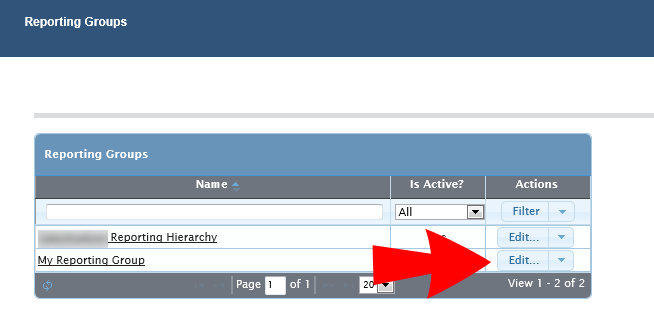 Reporting Groups
Reporting Groups
Name Is Active? Actions
All Filter
Reporting Hierarchy Edit...
My Reporting Group Edit...
Page 1 of 1 20 View 1 - 2 of 2